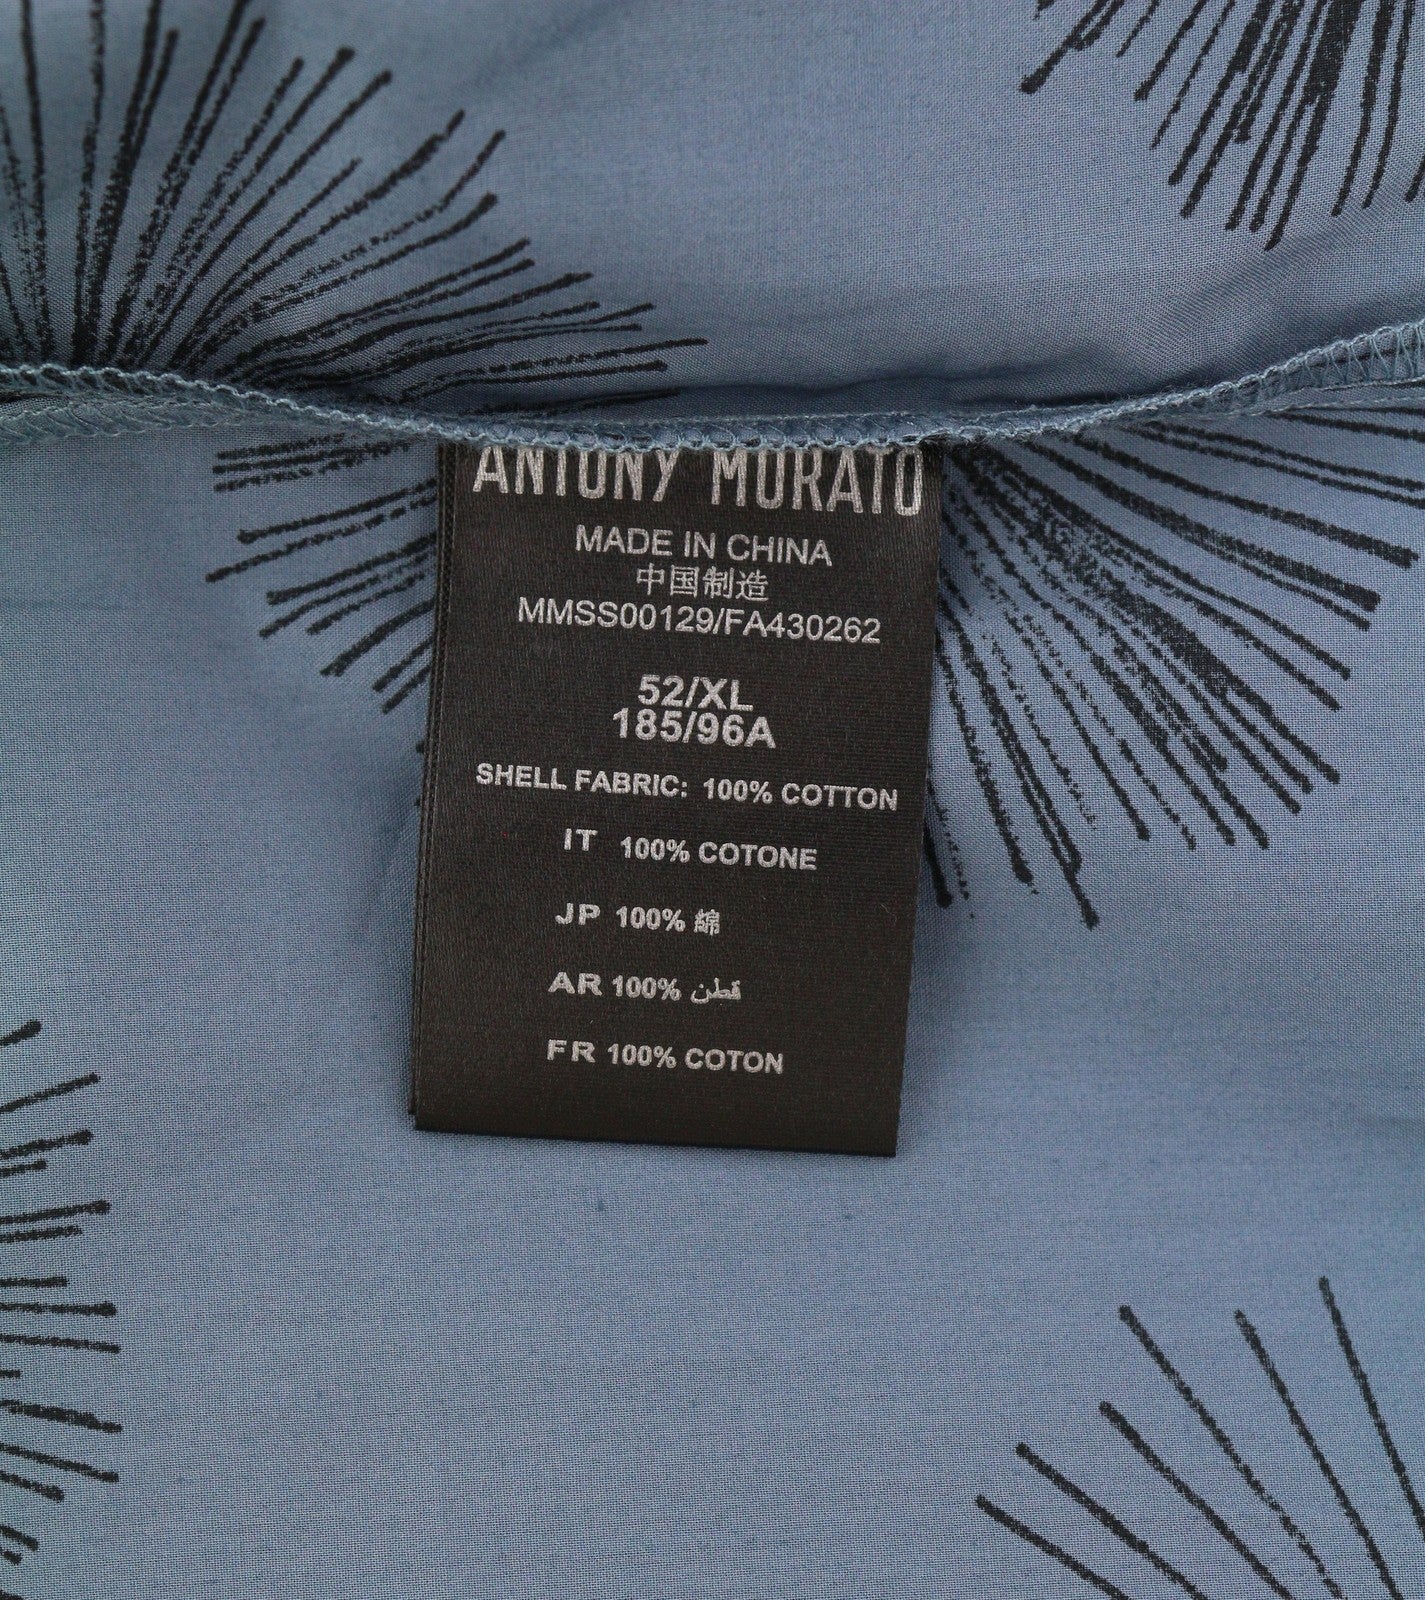 ANTONY MORATO
MADE IN CHINA
中国制造
MMSS00129/FA430262
52/XL
185/96A
SHELL FABRIC: 100% COTTON
IT 100% COTONE
JP 100% 綿
AR 100% قطن
FR 100% COTON